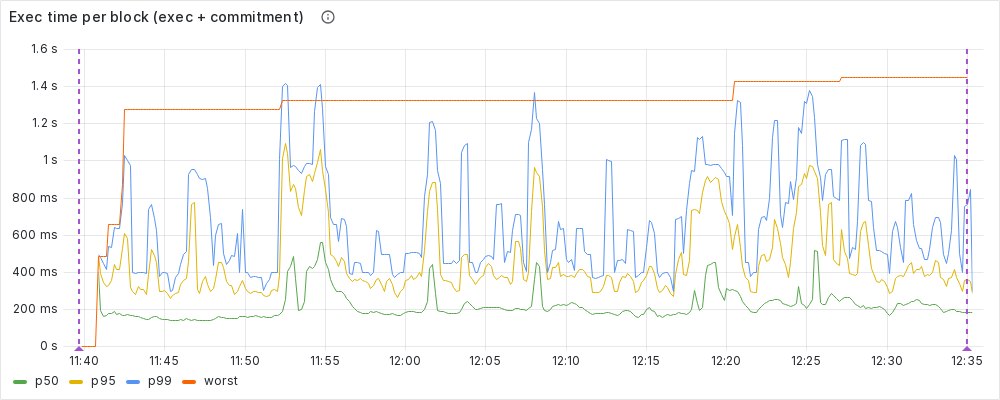 Exec time per block (exec + commitment)
1.6 s
1.4 s
1.2 s
1 s
800 ms
600 ms
400 ms
200 ms
0 s
11:40 11:45 11:50 11:55 12:00 12:05 12:10 12:15 12:20 12:25 12:30 12:35
p50 p95 p99 worst